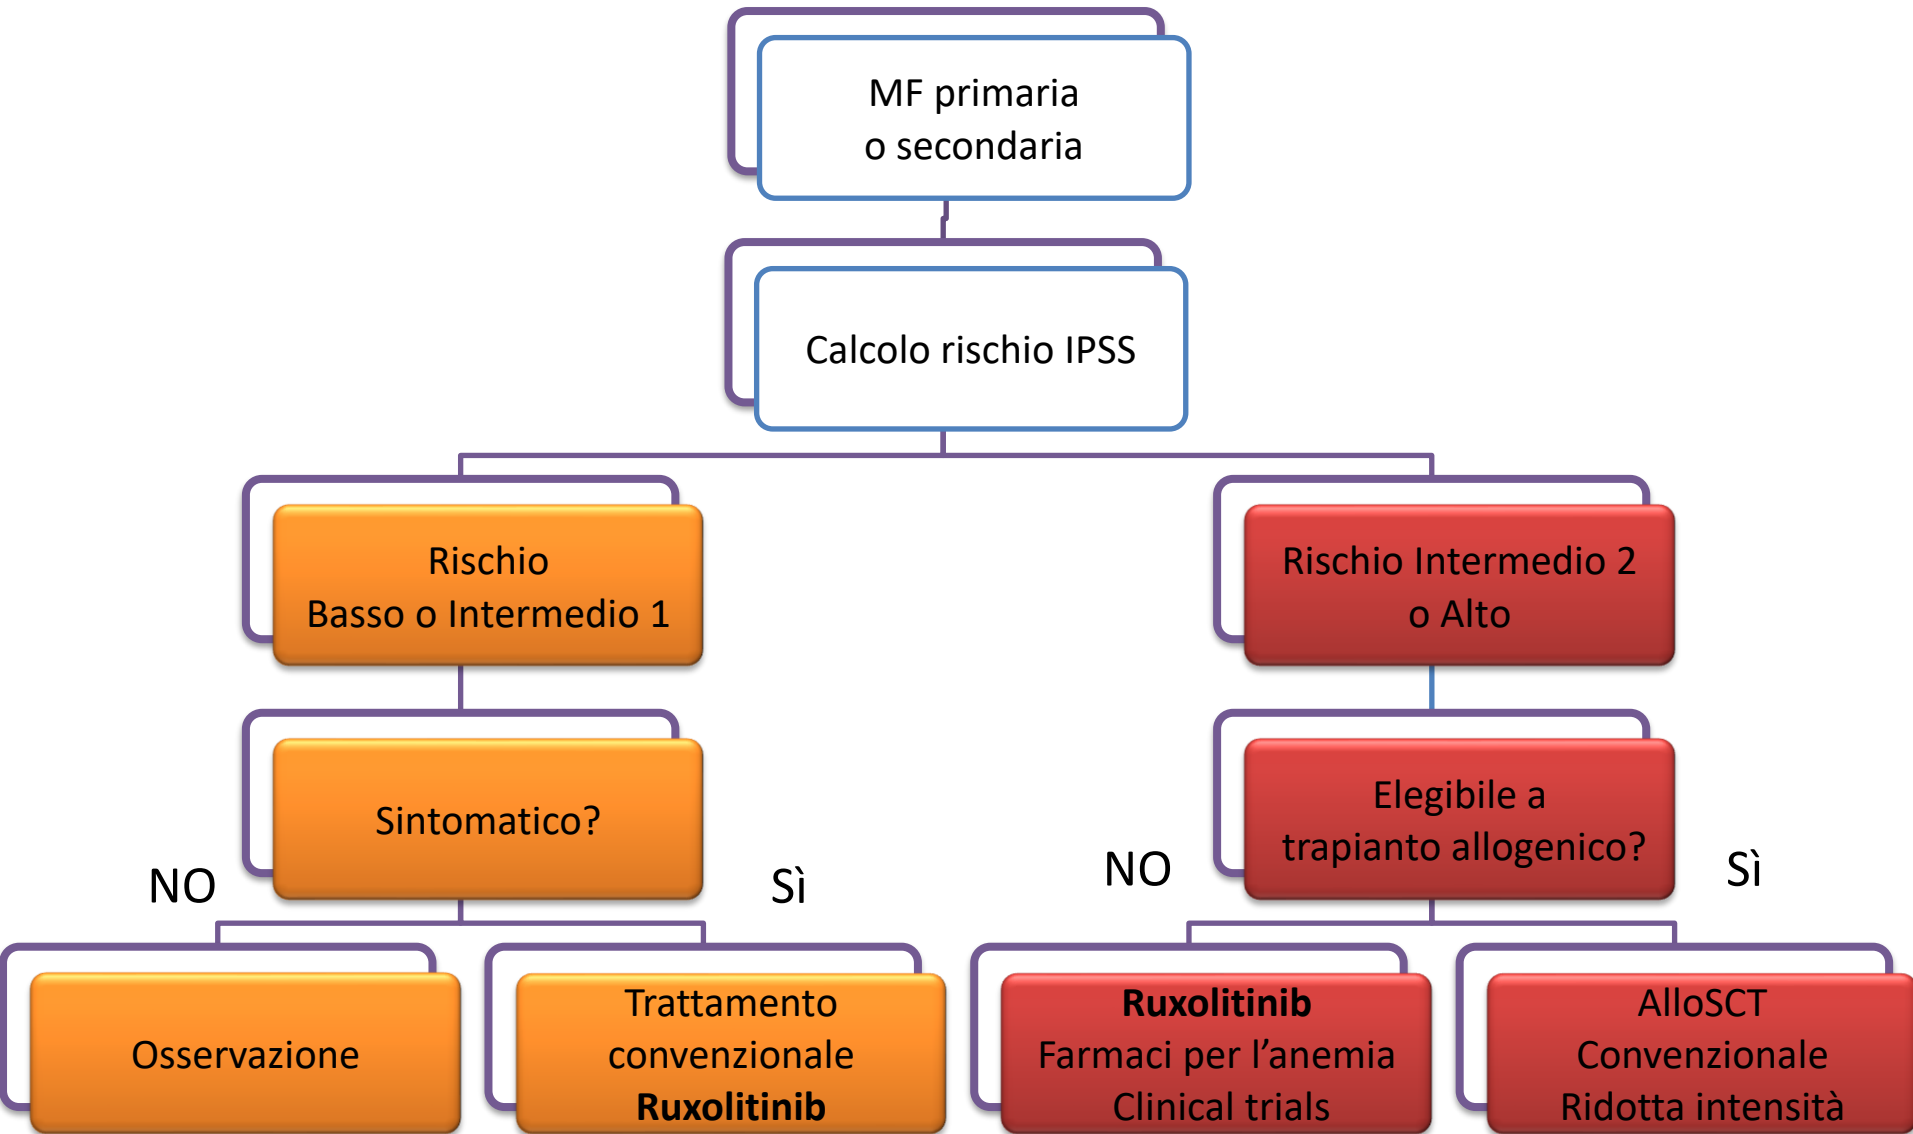 MF primaria
o secondaria
Calcolo rischio IPSS
Rischio
Basso o Intermedio 1
Rischio Intermedio 2
o Alto
Sintomatico?
Elegibile a
trapianto allogenico?
NO
Sì
NO
Sì
Osservazione
Trattamento
convenzionale
Ruxolitinib
Ruxolitinib
Farmaci per l’anemia
Clinical trials
AlloSCT
Convenzionale
Ridotta intensità